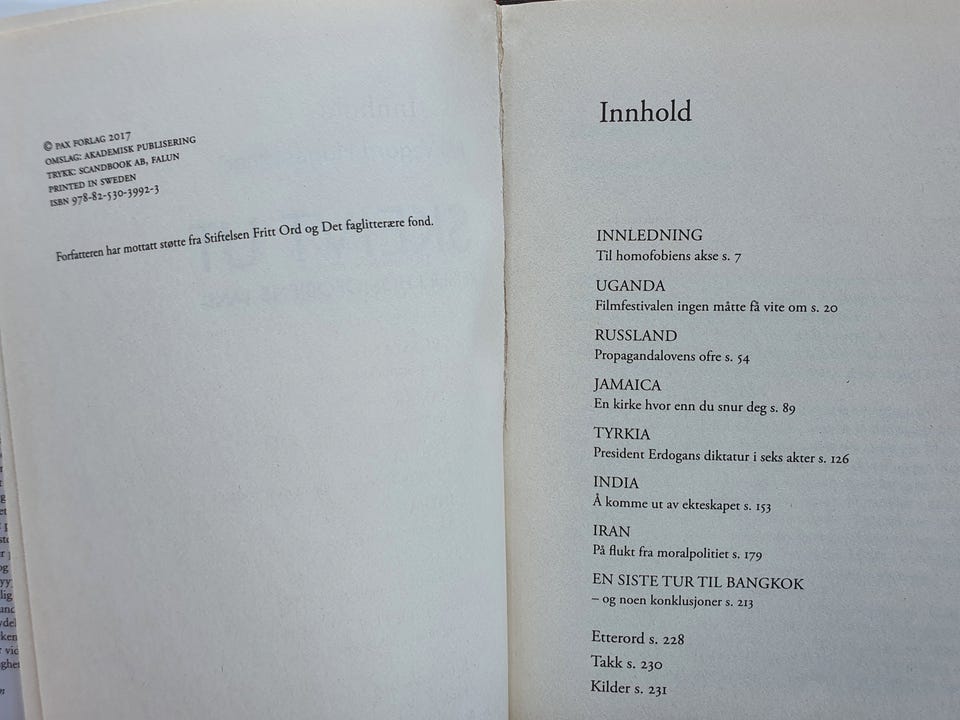 © PAX FORLAG 2017
OMSLAG: AKADEMISK PUBLISERING
TRYKK: SCANDBOOK AB, FALUN
PRINTED IN SWEDEN
ISBN 978-82-530-3992-3
Forfatteren har mottatt støtte fra Stiftelsen Fritt Ord og Det faglitterære fond.
Innhold
INNLEDNING
Til homofobiens akse s. 7
UGANDA
Filmfestivalen ingen måtte få vite om s. 20
RUSSLAND
Propagandalovens ofre s. 54
JAMAICA
En kirke hvor enn du snur deg s. 89
TYRKIA
President Erdogans diktatur i seks akter s. 126
INDIA
Å komme ut av ekteskapet s. 153
IRAN
På flukt fra moralpolitiet s. 179
EN SISTE TUR TIL BANGKOK
– og noen konklusjoner s. 213
Etterord s. 228
Takk s. 230
Kilder s. 231